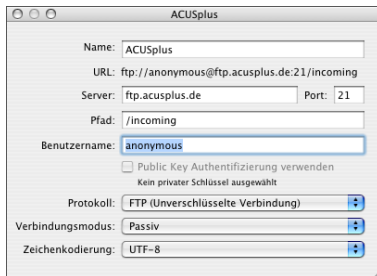 ACUSplus
Name: ACUSplus
URL: ftp://anonymous@ftp.acusplus.de:21/incoming
Server: ftp.acusplus.de Port: 21
Pfad: /incoming
Benutzername: anonymous
Public Key Authentifizierung verwenden
Kein privater Schlüssel ausgewählt
Protokoll: FTP (Unverschlüsselte Verbindung)
Verbindungsmodus: Passiv
Zeichenkodierung: UTF-8